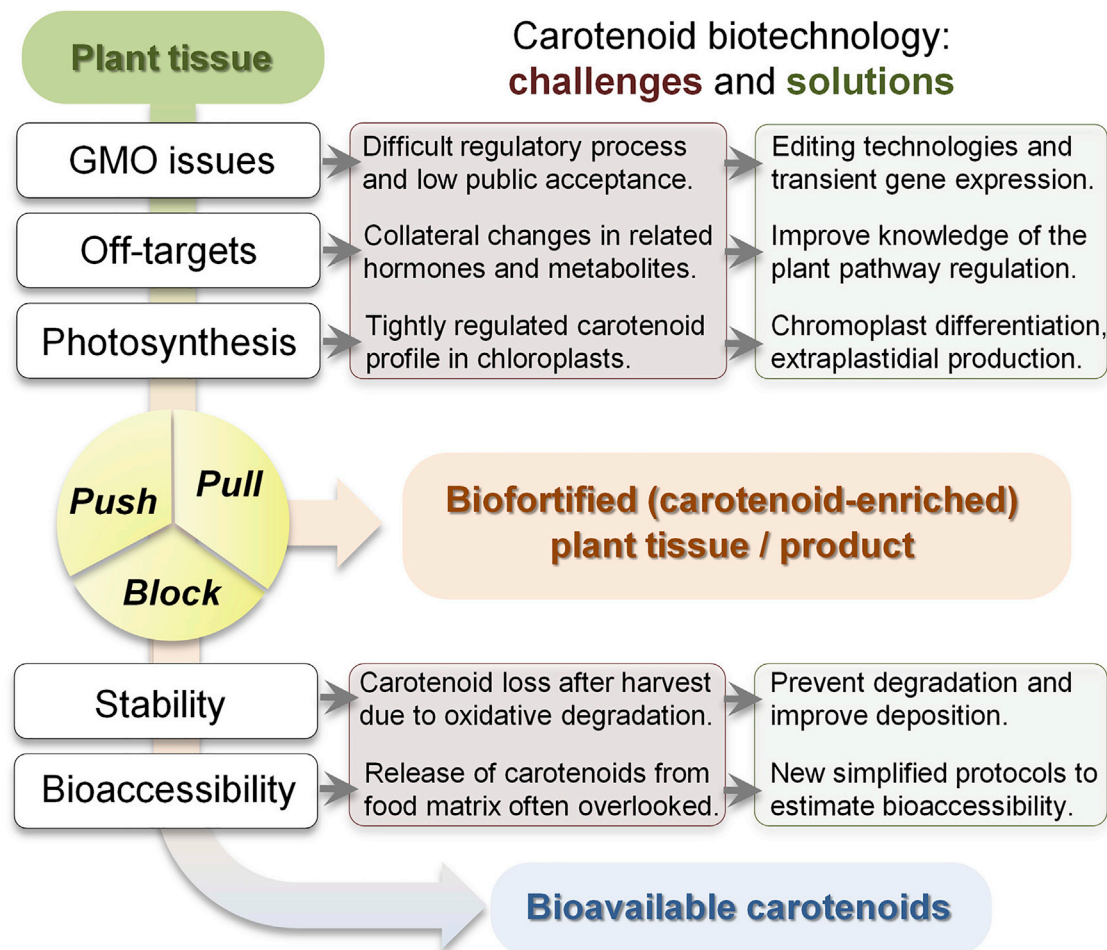 Plant tissue
Carotenoid biotechnology:
challenges and solutions
GMO issues
Difficult regulatory process
and low public acceptance.
Editing technologies and
transient gene expression.
Off-targets
Collateral changes in related
hormones and metabolites.
Improve knowledge of the
plant pathway regulation.
Photosynthesis
Tightly regulated carotenoid
profile in chloroplasts.
Chromoplast differentiation,
extraplastidial production.
Push
Pull
Block
Biofortified (carotenoid-enriched)
plant tissue / product
Stability
Carotenoid loss after harvest
due to oxidative degradation.
Prevent degradation and
improve deposition.
Bioaccessibility
Release of carotenoids from
food matrix often overlooked.
New simplified protocols to
estimate bioaccessibility.
Bioavailable carotenoids